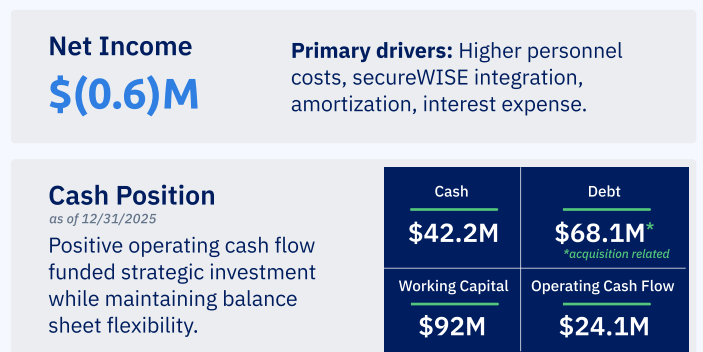 Net Income
$(0.6)M
Primary drivers: Higher personnel
costs, secureWISE integration,
amortization, interest expense.
Cash Position
as of 12/31/2025
Positive operating cash flow
funded strategic investment
while maintaining balance
sheet flexibility.
Cash
$42.2M
Debt
$68.1M*
*acquisition related
Working Capital
$92M
Operating Cash Flow
$24.1M